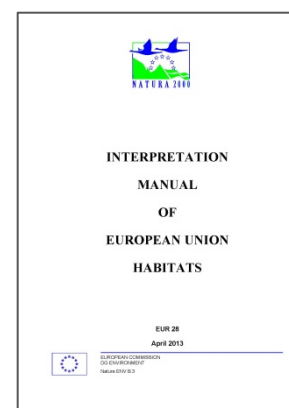 NATURA 2000
INTERPRETATION
MANUAL
OF
EUROPEAN UNION
HABITATS
EUR 28
April 2013
EUROPEAN COMMISSION
DG ENVIRONMENT
Nature ENV B.3